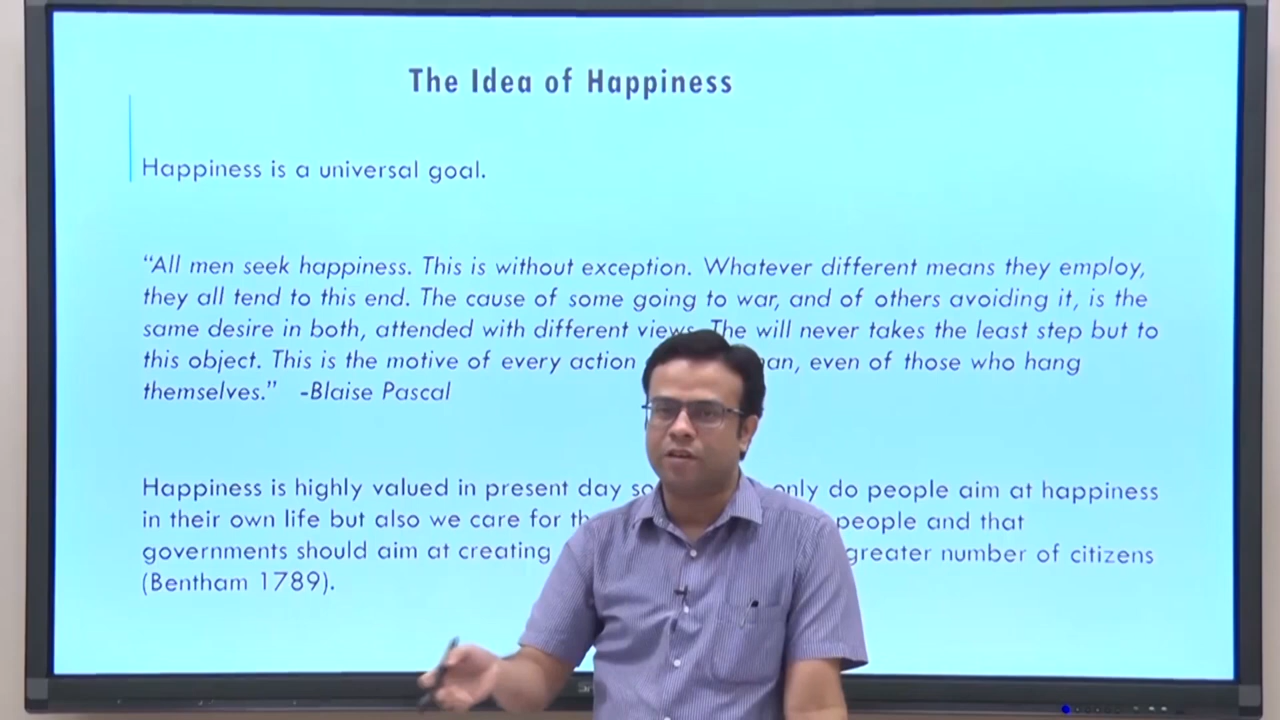 The Idea of Happiness
Happiness is a universal goal.
“All men seek happiness. This is without exception. Whatever different means they employ,
they all tend to this end. The cause of some going to war, and of others avoiding it, is the
same desire in both, attended with different views. The will never takes the least step but to
this object. This is the motive of every action an, even of those who hang
themselves.” -Blaise Pascal
Happiness is highly valued in present day so only do people aim at happiness
in their own life but also we care for th people and that
governments should aim at creating greater number of citizens
(Bentham 1789).